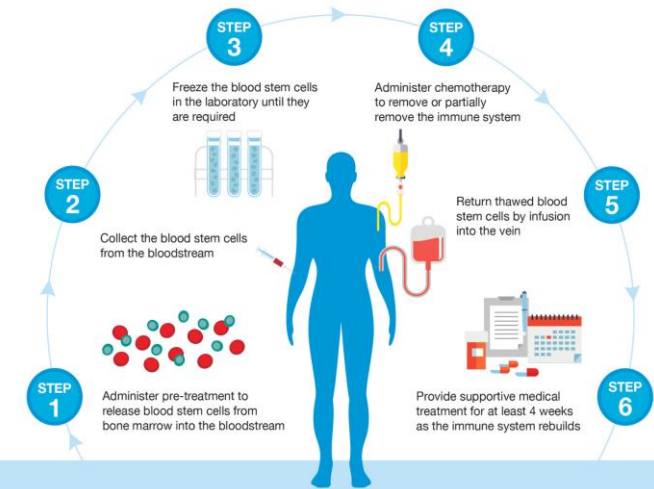 STEP
1
Administer pre-treatment to
release blood stem cells from
bone marrow into the bloodstream
STEP
2
Collect the blood stem cells
from the bloodstream
STEP
3
Freeze the blood stem cells
in the laboratory until they
are required
STEP
4
Administer chemotherapy
to remove or partially
remove the immune system
STEP
5
Return thawed blood
stem cells by infusion
into the vein
STEP
6
Provide supportive medical
treatment for at least 4 weeks
as the immune system rebuilds